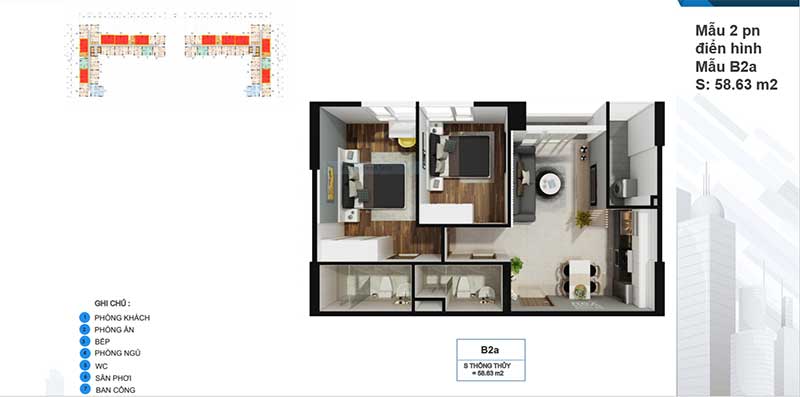 Mẫu 2 pn
điển hình
Mẫu B2a
S: 58.63 m2
GHI CHÚ :
1 PHÒNG KHÁCH
2 PHÒNG ĂN
3 BẾP
4 PHÒNG NGỦ
5 WC
6 SÂN PHƠI
7 BAN CÔNG
B2a
S THÔNG THỦY
= 58.63 m2